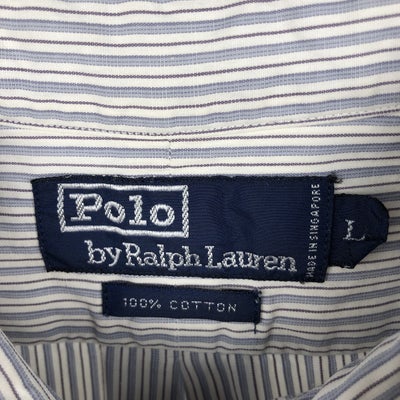 Polo
by Ralph Lauren
MADE IN SINGAPORE
L
100% COTTON